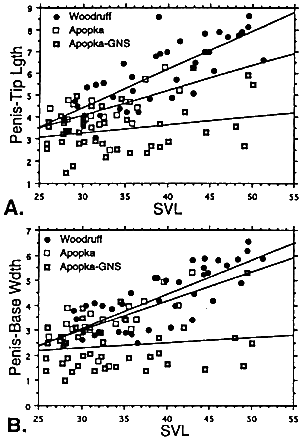 Penis-Tip Lgth
9
8
7
6
5
4
3
2
1
Woodruff
Apopka
Apopka-GNS
25 30 35 40 45 50 55
A. SVL
Penis-Base Wdth
7
6
5
4
3
2
1
0
Woodruff
Apopka
Apopka-GNS
25 30 35 40 45 50 55
B. SVL